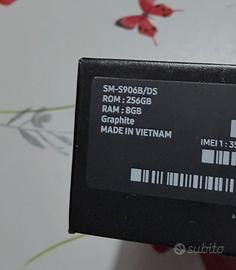 SM-S906B/DS
ROM : 256GB
RAM : 8GB
Graphite
MADE IN VIETNAM
IMEI 1 : 35
subito